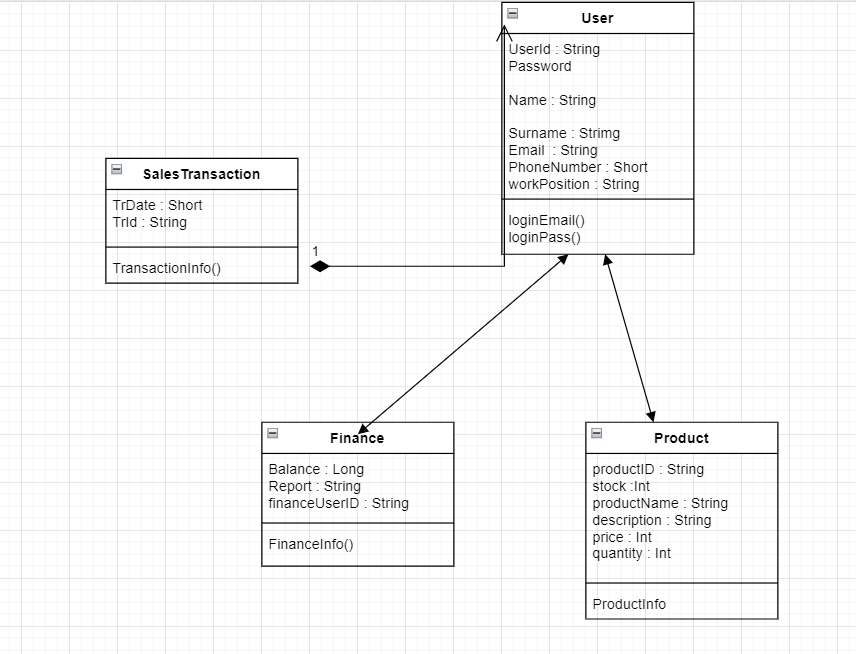 User
UserId : String
Password
Name : String
Surname : Strimg
Email  : String
PhoneNumber : Short
workPosition : String
loginEmail()
loginPass()
SalesTransaction
TrDate : Short
TrId : String
TransactionInfo()
1
Finance
Balance : Long
Report : String
financeUserID : String
FinanceInfo()
Product
productID : String
stock :Int
productName : String
description : String
price : Int
quantity : Int
ProductInfo